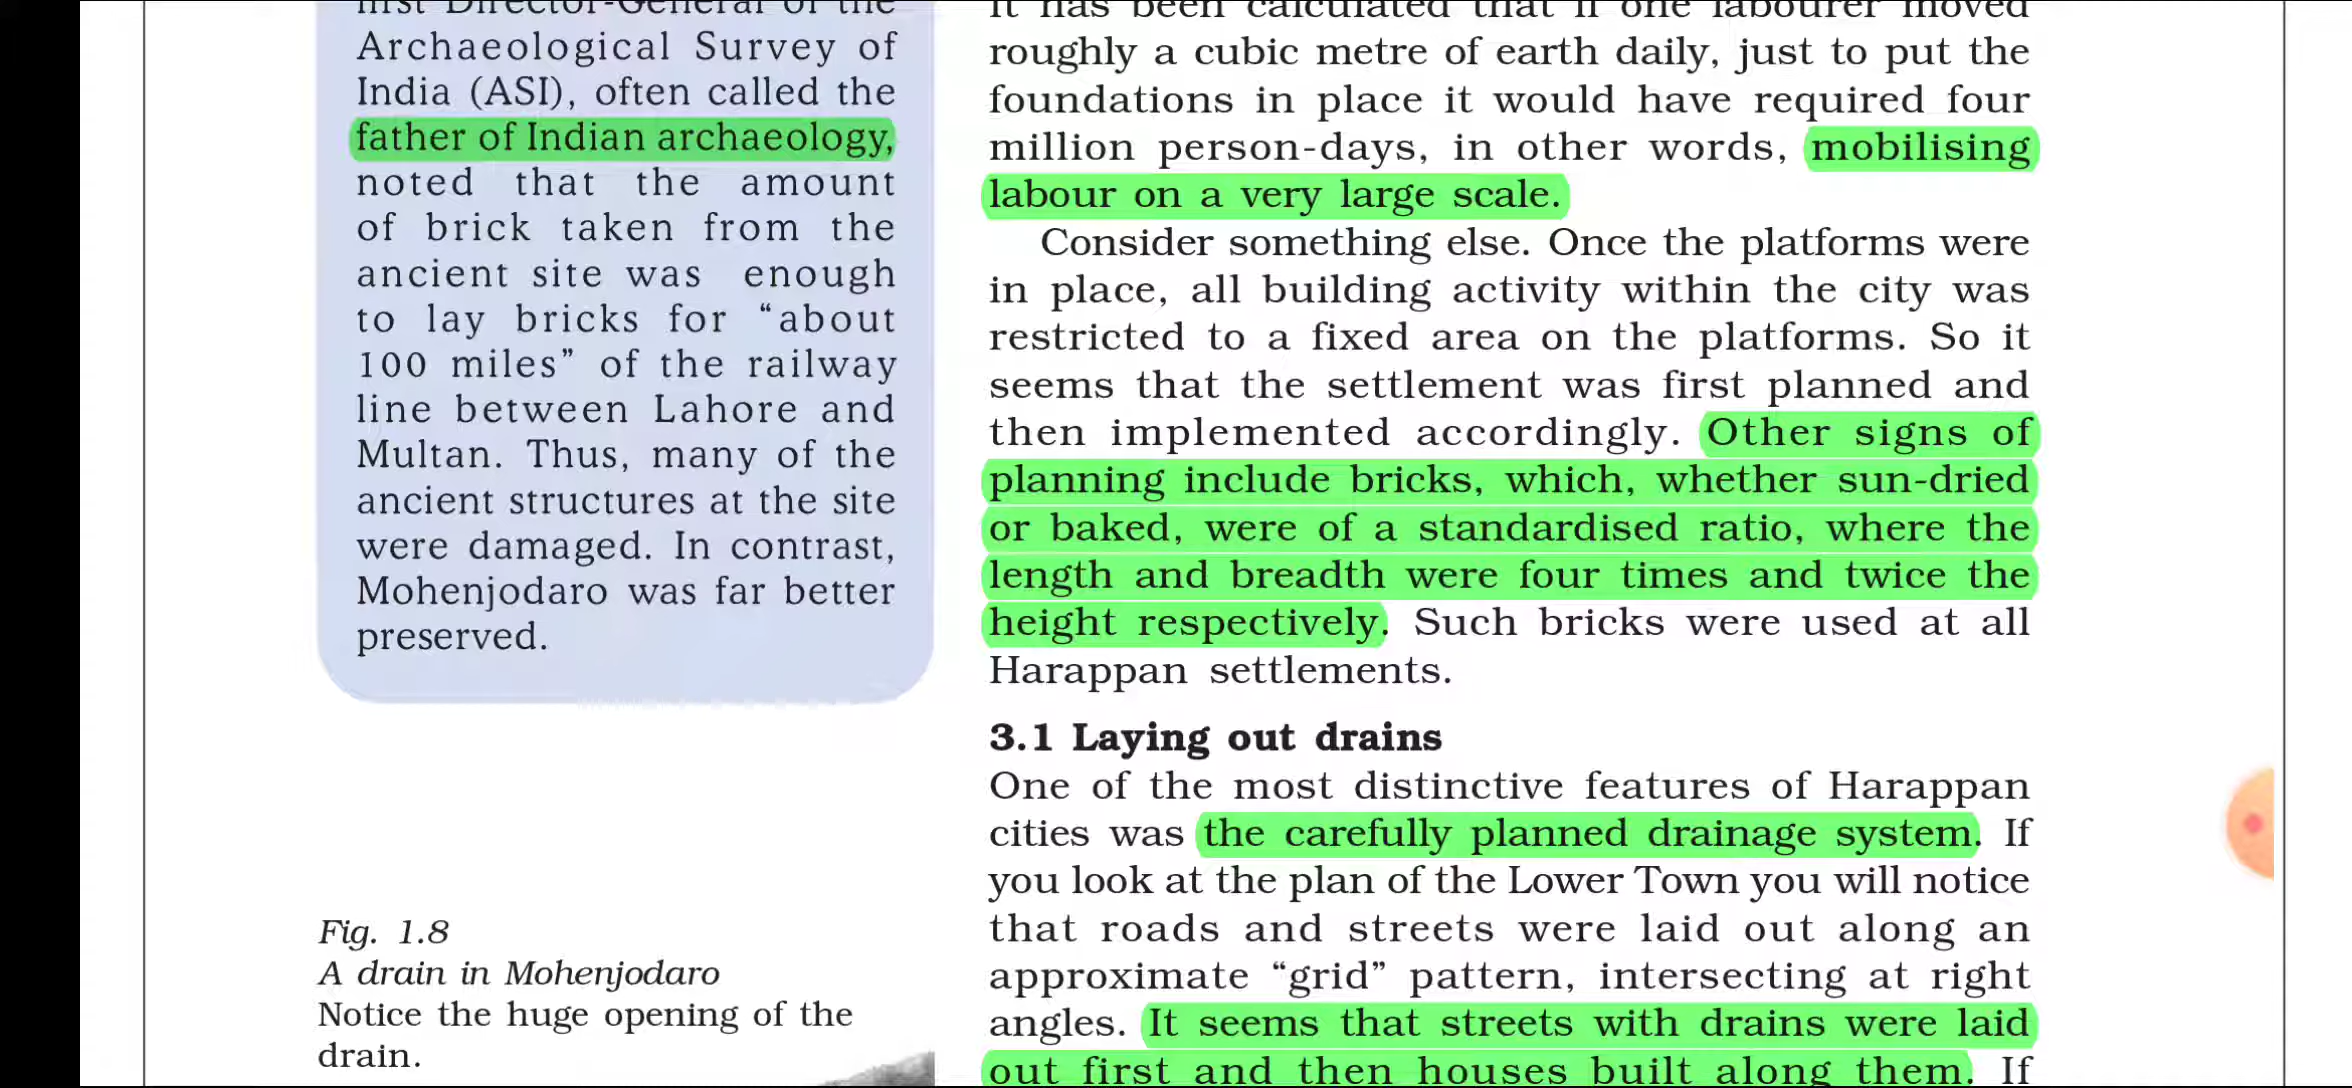 first Director-General of the
Archaeological Survey of
India (ASI), often called the
father of Indian archaeology,
noted that the amount
of brick taken from the
ancient site was enough
to lay bricks for “about
100 miles” of the railway
line between Lahore and
Multan. Thus, many of the
ancient structures at the site
were damaged. In contrast,
Mohenjodaro was far better
preserved.
Fig. 1.8
A drain in Mohenjodaro
Notice the huge opening of the
drain.
It has been calculated that if one labourer moved
roughly a cubic metre of earth daily, just to put the
foundations in place it would have required four
million person-days, in other words, mobilising
labour on a very large scale.
Consider something else. Once the platforms were
in place, all building activity within the city was
restricted to a fixed area on the platforms. So it
seems that the settlement was first planned and
then implemented accordingly. Other signs of
planning include bricks, which, whether sun-dried
or baked, were of a standardised ratio, where the
length and breadth were four times and twice the
height respectively. Such bricks were used at all
Harappan settlements.
3.1 Laying out drains
One of the most distinctive features of Harappan
cities was the carefully planned drainage system. If
you look at the plan of the Lower Town you will notice
that roads and streets were laid out along an
approximate “grid” pattern, intersecting at right
angles. It seems that streets with drains were laid
out first and then houses built along them. If